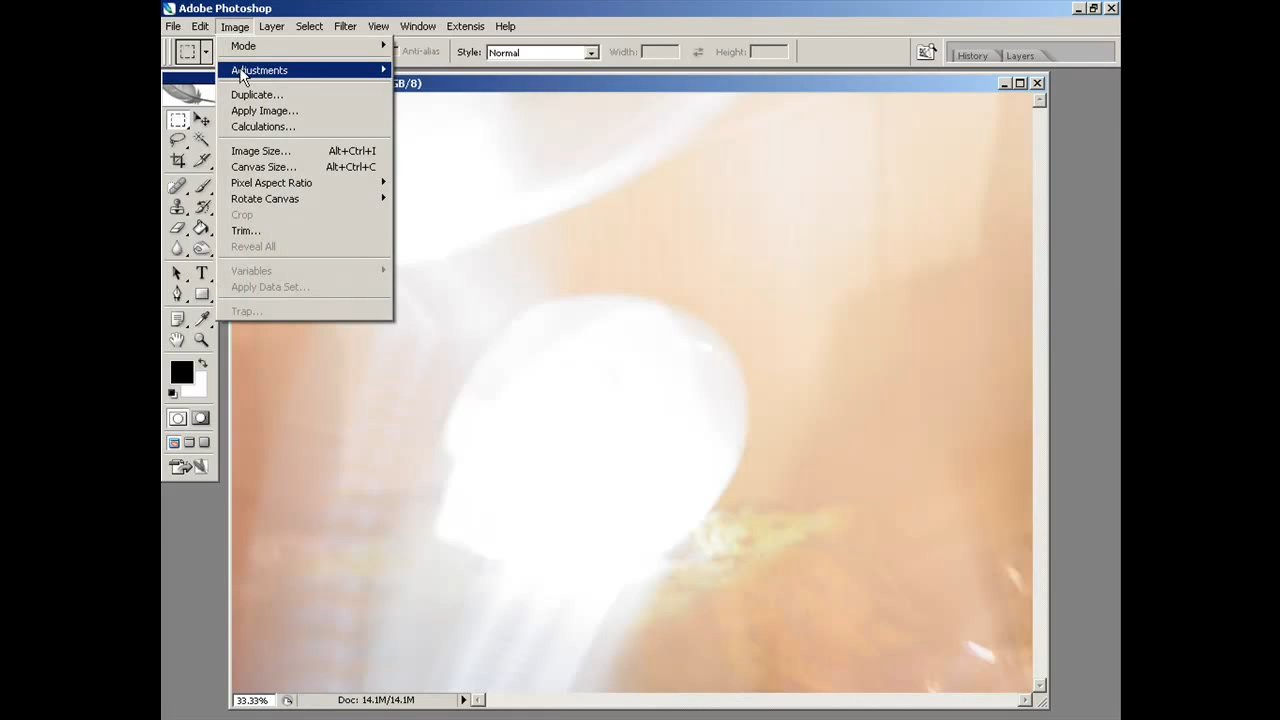 Adobe Photoshop
File Edit Image Layer Select Filter View Window Extensis Help
Anti-alias Style: Normal Width: Height: History Layers
Mode
Adjustments
GB/8)
Duplicate...
Apply Image...
Calculations...
Image Size... Alt+Ctrl+I
Canvas Size... Alt+Ctrl+C
Pixel Aspect Ratio
Rotate Canvas
Crop
Trim...
Reveal All
Variables
Apply Data Set...
Trap...
33.33% Doc: 14.1M/14.1M